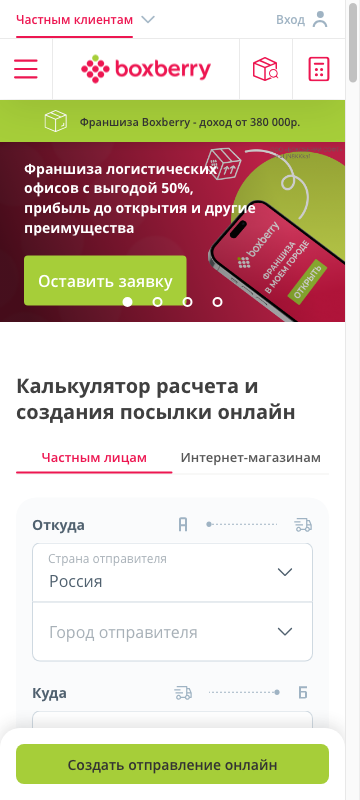 Частным клиентам
Вход
boxberry
Франшиза Boxberry - доход от 380 000р.
Франшиза логистических
офисов с выгодой 50%,
прибыль до открытия и другие
преимущества
boxberry
ФРАНШИЗА
В МОЕМ ГОРОДЕ
ОТКРЫТЬ
Оставить заявку
Калькулятор расчета и
создания посылки онлайн
Частным лицам
Интернет-магазинам
Откуда
А
Страна отправителя
Россия
Город отправителя
Куда
Б
Создать отправление онлайн